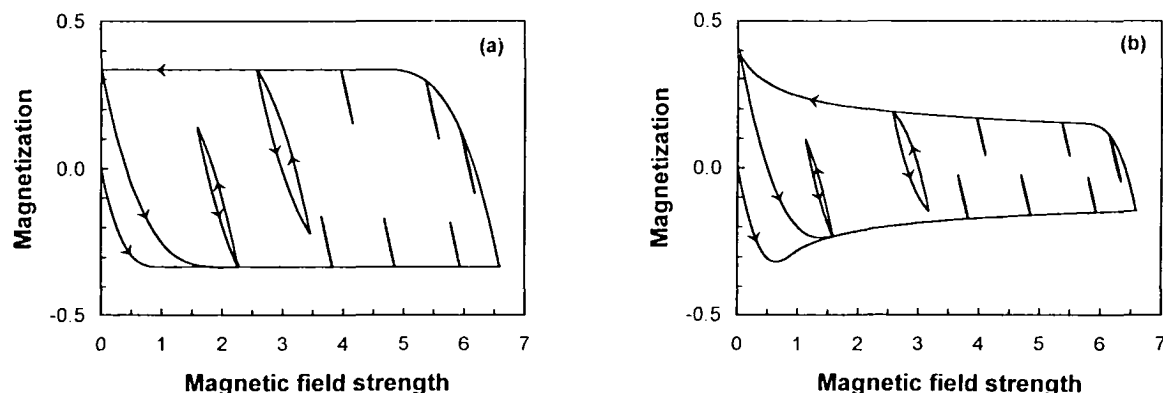 0.5
(a)
Magnetization
0.0
-0.5
0 1 2 3 4 5 6 7
Magnetic field strength
0.5
(b)
Magnetization
0.0
-0.5
0 1 2 3 4 5 6 7
Magnetic field strength